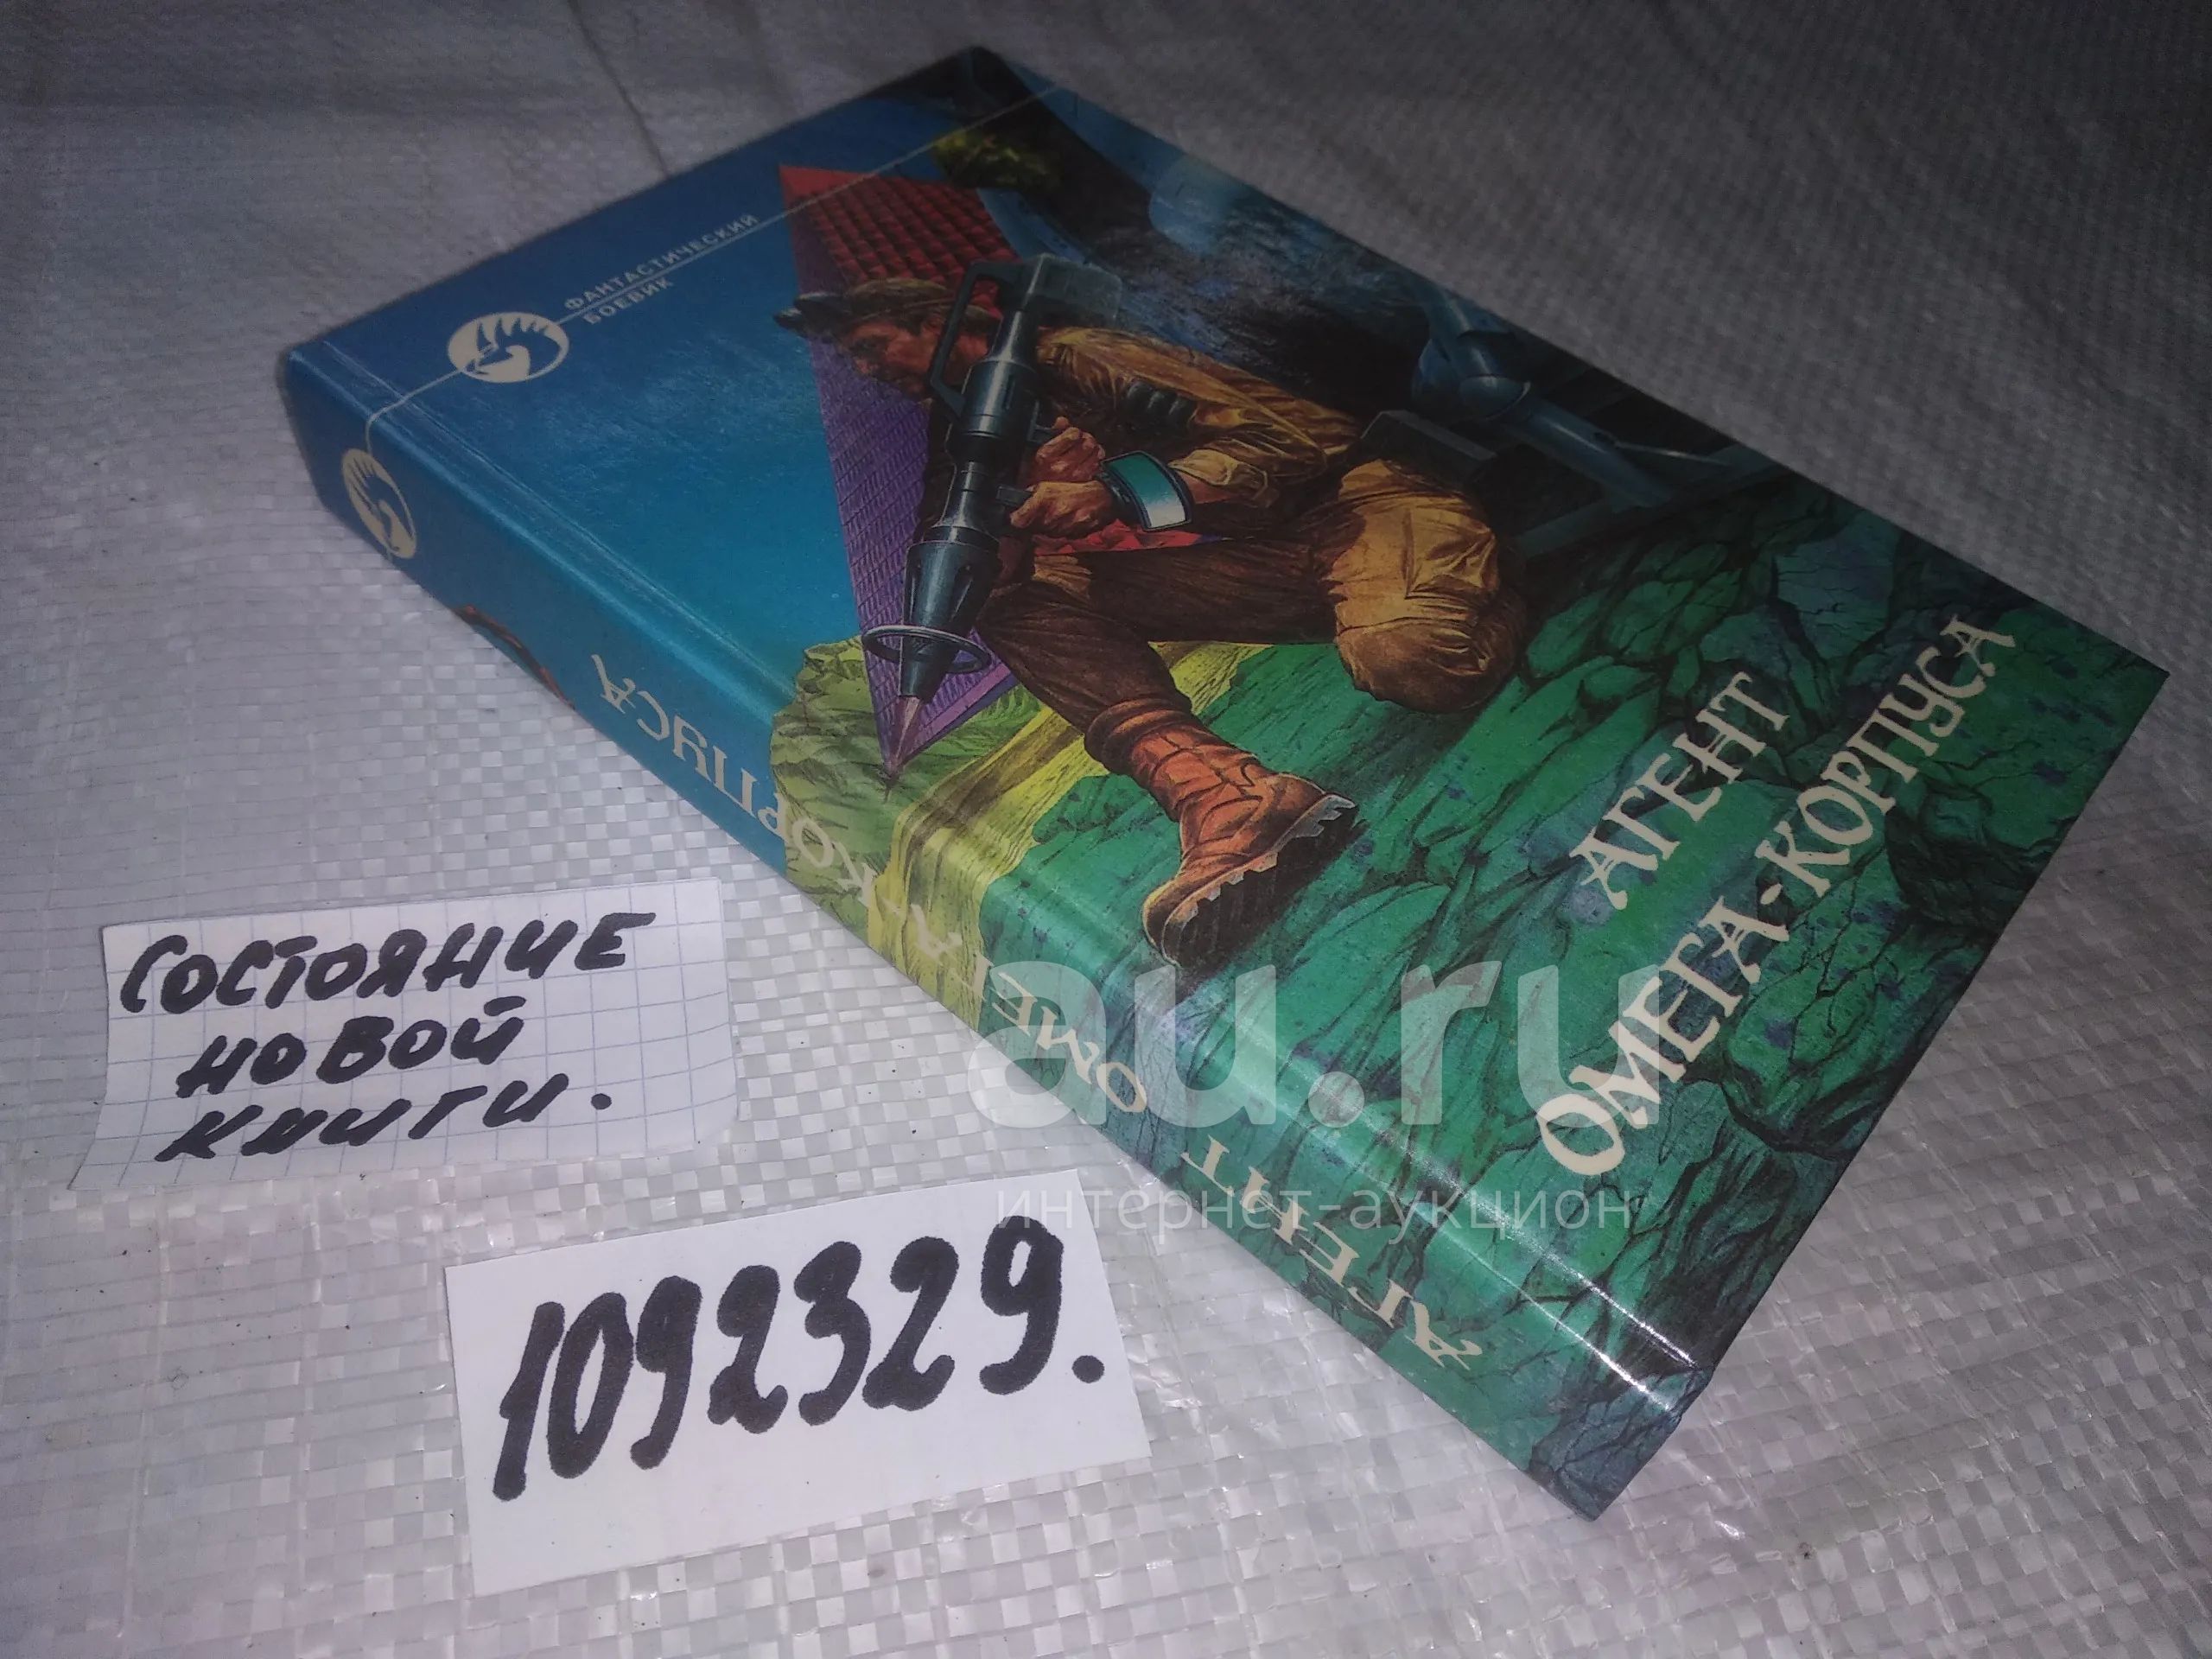 ФАНТАСТИЧЕСКИЙ
БОЕВИК
АГЕНТ
ОМЕГА-КОРПУСА
АГЕНТ ОМЕГА-КОРПУСА
au.ru
интернет-аукцион
СОСТОЯНИЕ
НОВОЙ
КНИГИ.
1092329.